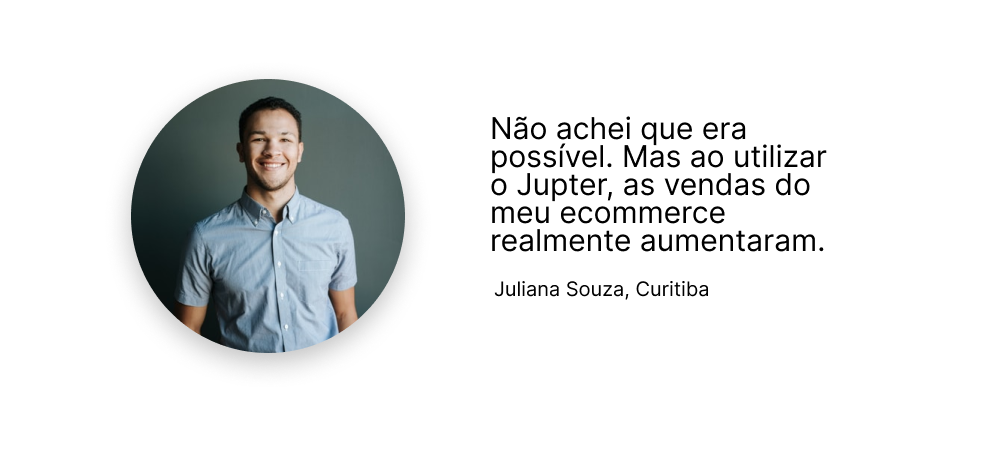 Não achei que era
possível. Mas ao utilizar
o Jupter, as vendas do
meu ecommerce
realmente aumentaram.
Juliana Souza, Curitiba